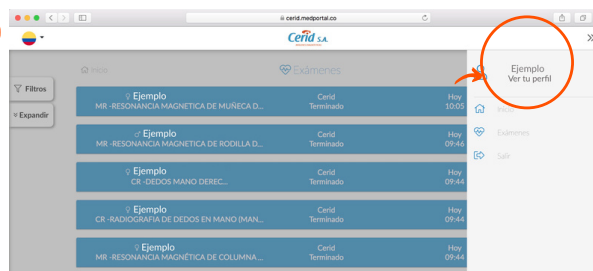 cerid.medportal.co
Cerid S.A.
Inicio
Exámenes
Filtros
Expandir
Ejemplo
MR -RESONANCIA MAGNETICA DE MUÑECA D...
Cerid
Terminado
Hoy
10:05
Ejemplo
MR -RESONANCIA MAGNETICA DE RODILLA D...
Cerid
Terminado
Hoy
09:46
Ejemplo
CR -DEDOS MANO DEREC...
Cerid
Terminado
Hoy
09:44
Ejemplo
CR -RADIOGRAFIA DE DEDOS EN MANO (MAN...
Cerid
Terminado
Hoy
09:44
Ejemplo
MR -RESONANCIA MAGNÉTICA DE COLUMNA ...
Cerid
Terminado
Hoy
09:44
Ejemplo
Ver tu perfil
Inicio
Exámenes
Salir